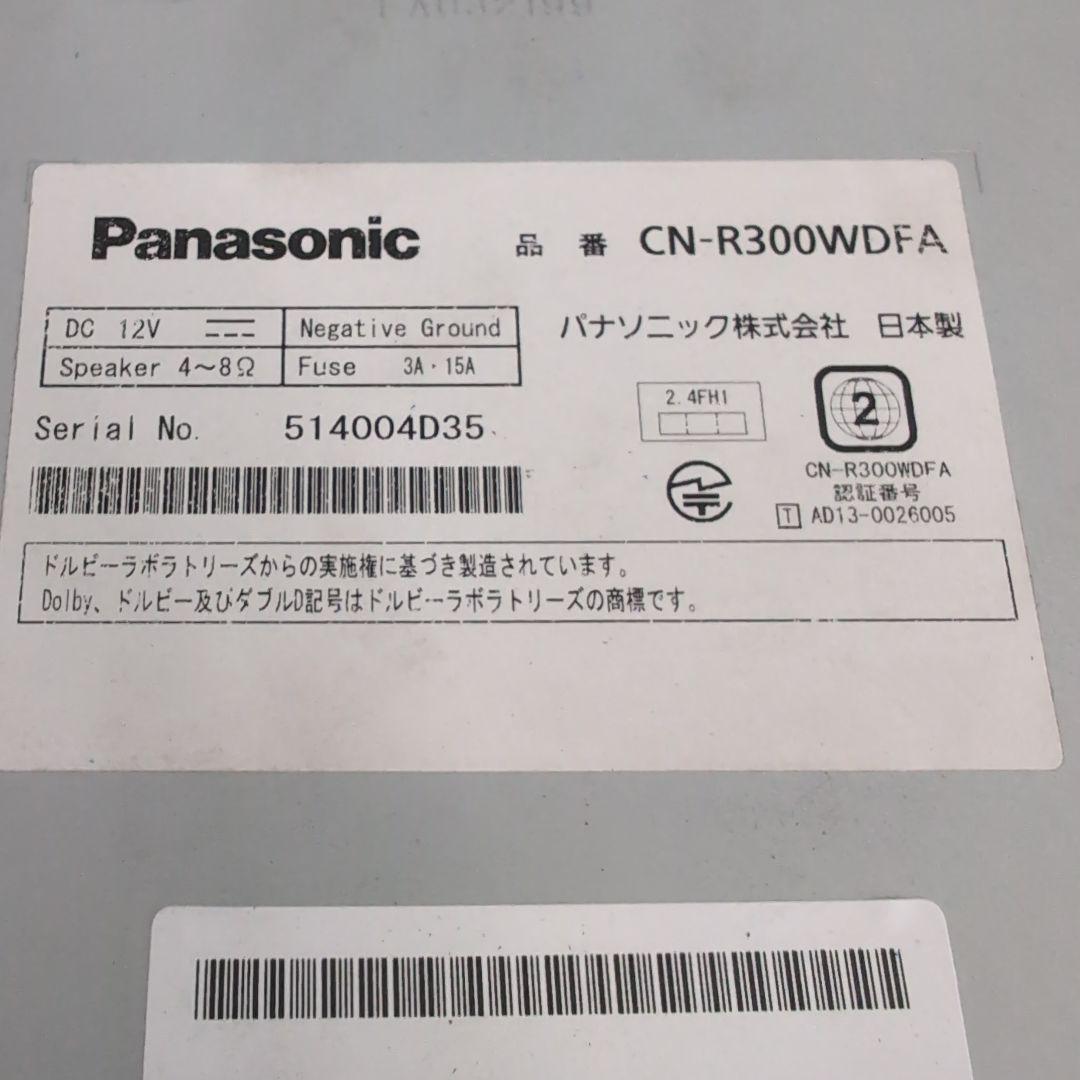 Panasonic 品番 CN-R300WDFA
DC 12V Negative Ground
Speaker 4～8Ω Fuse 3A・15A
パナソニック株式会社 日本製
Serial No. 514004D35
2.4FH1
2
CN-R300WDFA
認証番号
T AD13-0026005
ドルビーラボラトリーズからの実施権に基づき製造されています。
Dolby、ドルビー及びダブルD記号はドルビーラボラトリーズの商標です。